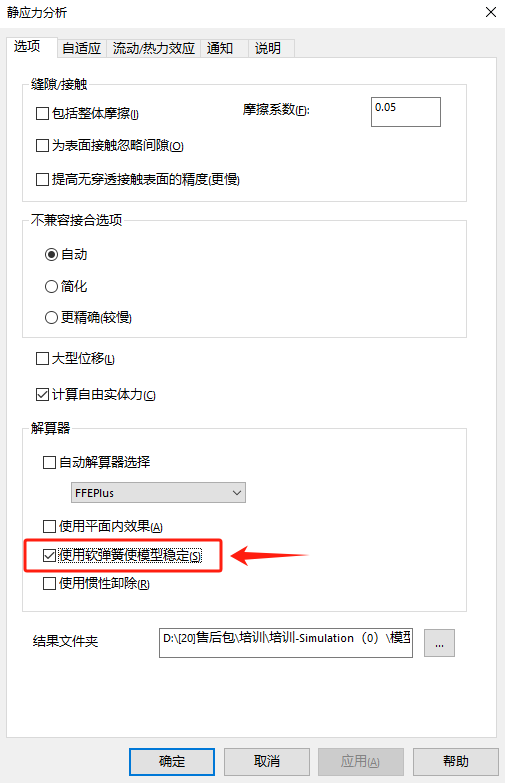 静应力分析
选项 自适应 流动/热力效应 通知 说明
缝隙/接触
包括整体摩擦(I) 摩擦系数(F): 0.05
为表面接触忽略间隙(O)
提高无穿透接触表面的精度(更慢)
不兼容接合选项
自动
简化
更精确(较慢)
大型位移(L)
计算自由实体力(C)
解算器
自动解算器选择
FFEPlus
使用平面内效果(A)
使用软弹簧使模型稳定(S)
使用惯性卸除(R)
结果文件夹 D:\[20]售后包\培训\培训-Simulation（0）\模型 ...
确定 取消 应用(A) 帮助